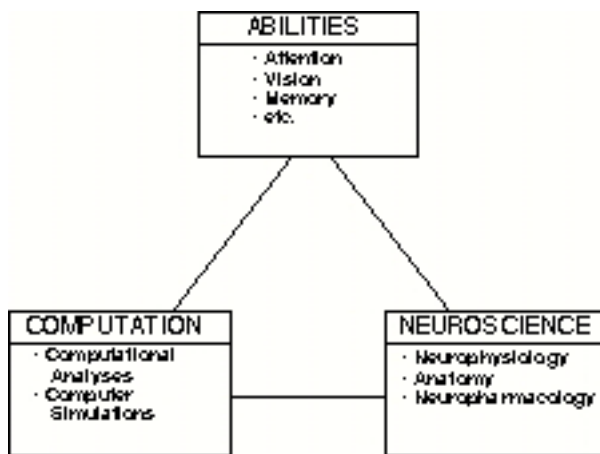 ABILITIES
· Attention
· Vision
· Memory
· etc.
COMPUTATION
· Computational
Analyses
· Computer
Simulations
NEUROSCIENCE
· Neurophysiology
· Anatomy
· Neuropharmacology